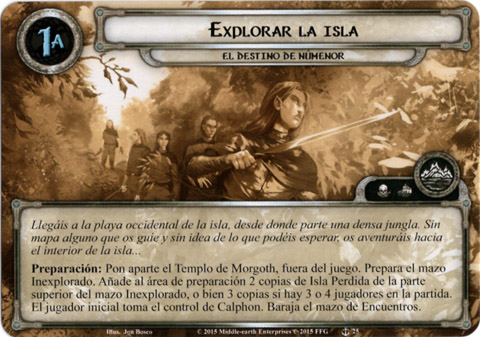 1A
EXPLORAR LA ISLA
EL DESTINO DE NÚMENOR
Llegáis a la playa occidental de la isla, desde donde parte una densa jungla. Sin
mapa alguno que os guíe y sin idea de lo que podéis esperar, os aventuráis hacia
el interior de la isla...
Preparación: Pon aparte el Templo de Morgoth, fuera del juego. Prepara el mazo
Inexplorado. Añade al área de preparación 2 copias de Isla Perdida de la parte
superior del mazo Inexplorado, o bien 3 copias si hay 3 o 4 jugadores en la partida.
El jugador inicial toma el control de Calphon. Baraja el mazo de Encuentros.
Illus. Jon Bosco © 2015 Middle-earth Enterprises © 2015 FFG 25